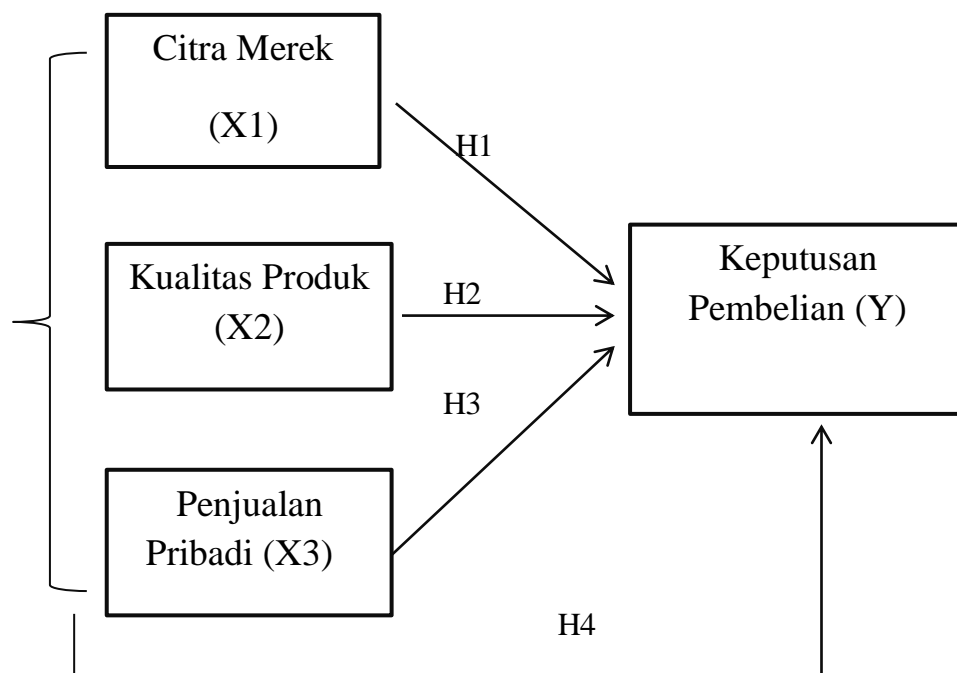 Citra Merek
(X1)
H1
Kualitas Produk
(X2)
H2
Keputusan
Pembelian (Y)
H3
Penjualan
Pribadi (X3)
H4